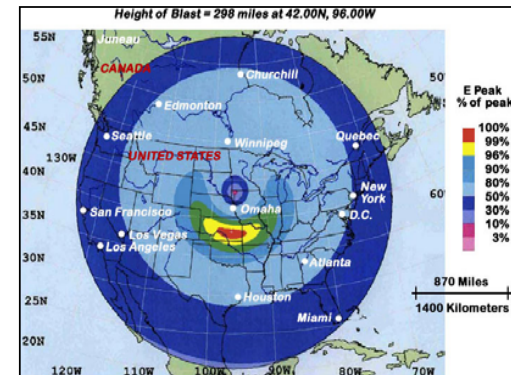 Height of Blast = 298 miles at 42.00N, 96.00W
55N
Juneau
CANADA
Churchill
50N
50°
Edmonton
45N
Seattle
Winnipeg
Quebec
130W
UNITED STATES
40N
New
York
60°
Omaha
San Francisco
D.C.
35N
Las Vegas
Los Angeles
Atlanta
30N
Houston
25N
Miami
20N
120W
110W
100W
90W
80W
70W
E Peak
% of peak
100%
99%
96%
90%
80%
50%
30%
10%
3%
870 Miles
1400 Kilometers